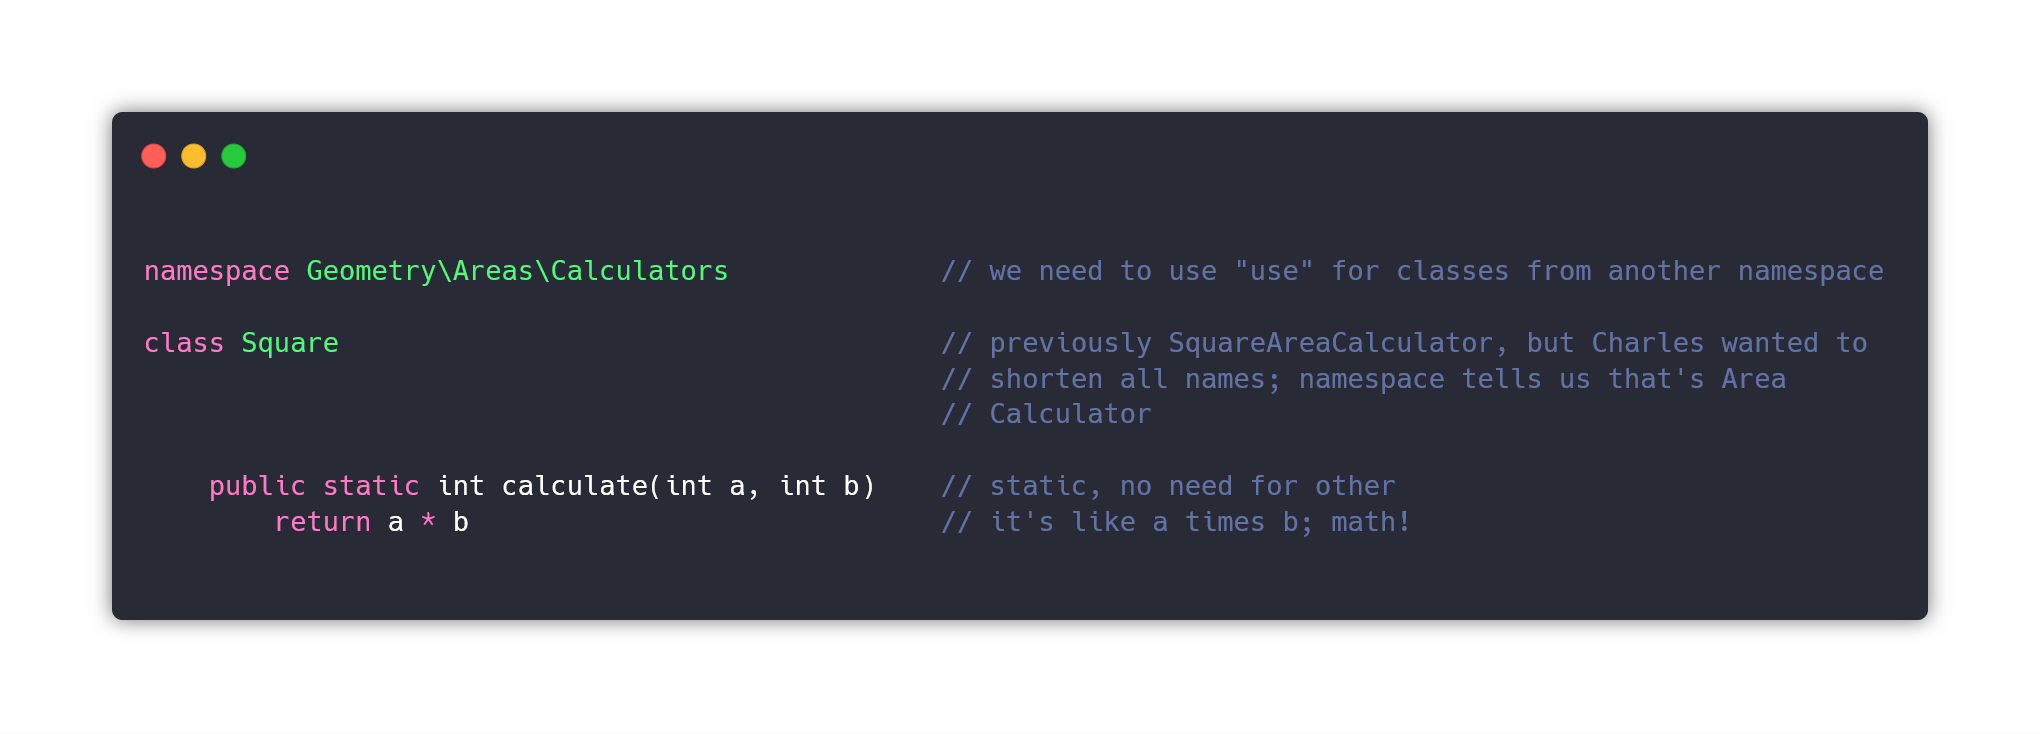 namespace Geometry\Areas\Calculators // we need to use "use" for classes from another namespace
class Square // previously SquareAreaCalculator, but Charles wanted to
// shorten all names; namespace tells us that's Area
// Calculator
public static int calculate(int a, int b) // static, no need for other
return a * b // it's like a times b; math!